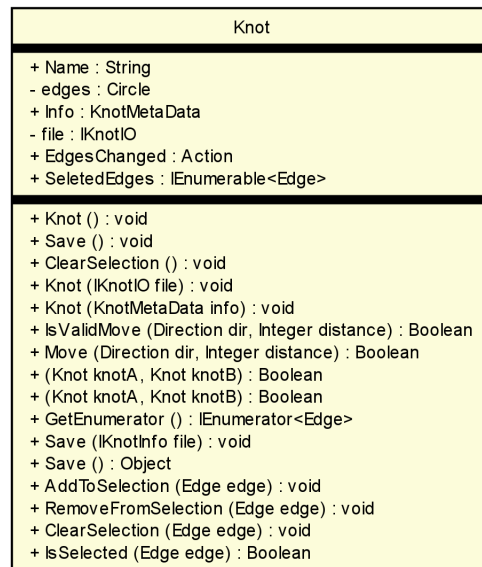 Knot
+ Name : String
- edges : Circle
+ Info : KnotMetaData
- file : IKnotIO
+ EdgesChanged : Action
+ SeletedEdges : IEnumerable<Edge>
+ Knot () : void
+ Save () : void
+ ClearSelection () : void
+ Knot (IKnotIO file) : void
+ Knot (KnotMetaData info) : void
+ IsValidMove (Direction dir, Integer distance) : Boolean
+ Move (Direction dir, Integer distance) : Boolean
+ (Knot knotA, Knot knotB) : Boolean
+ (Knot knotA, Knot knotB) : Boolean
+ GetEnumerator () : IEnumerator<Edge>
+ Save (IKnotInfo file) : void
+ Save () : Object
+ AddToSelection (Edge edge) : void
+ RemoveFromSelection (Edge edge) : void
+ ClearSelection (Edge edge) : void
+ IsSelected (Edge edge) : Boolean